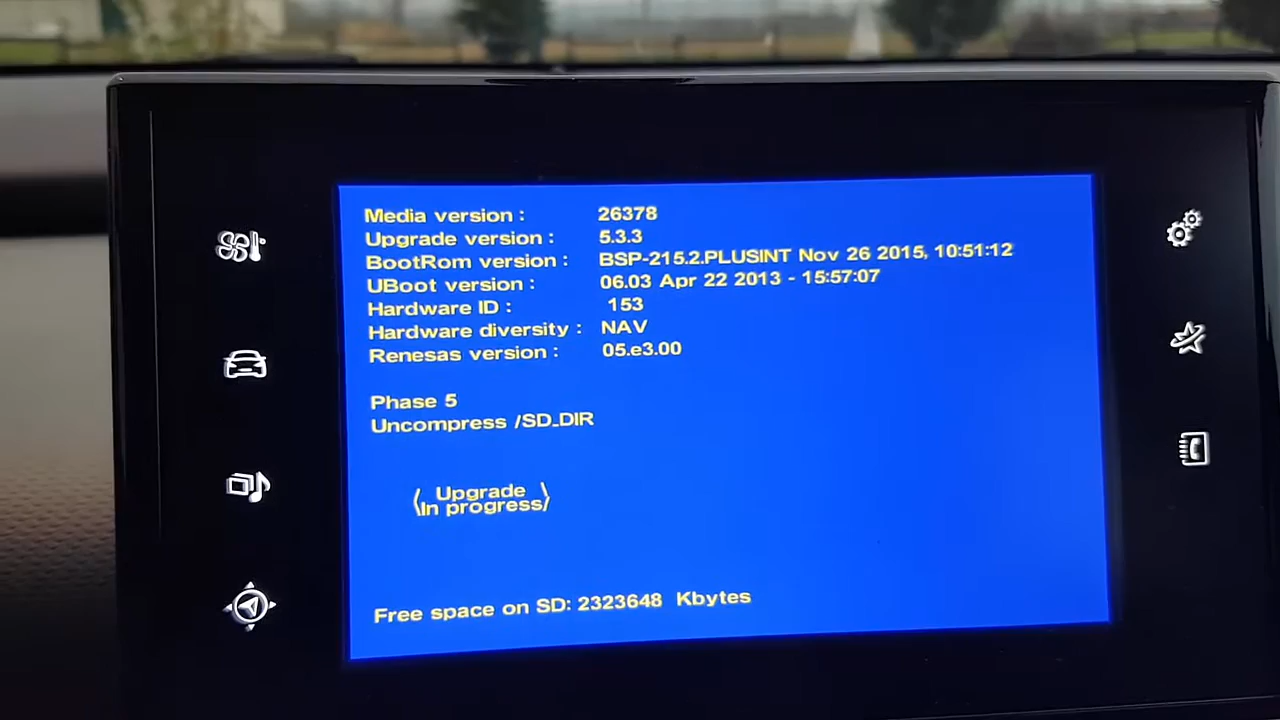 Media version : 26378
Upgrade version : 5.3.3
BootRom version : BSP-215.2.PLUSINT Nov 26 2015, 10:51:12
UBoot version : 06.03 Apr 22 2013 - 15:57:07
Hardware ID : 153
Hardware diversity : NAV
Renesas version : 05.e3.00
Phase 5
Uncompress /SD_DIR
/ Upgrade \
\In progress/
Free space on SD: 2323648 Kbytes